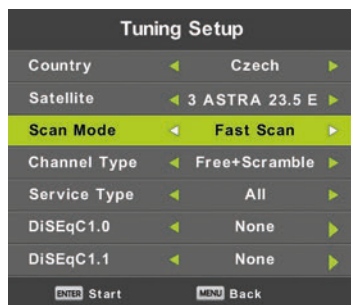 Tuning Setup
Country Czech
Satellite 3 ASTRA 23.5 E
Scan Mode Fast Scan
Channel Type Free+Scramble
Service Type All
DiSEqC1.0 None
DiSEqC1.1 None
ENTER Start MENU Back